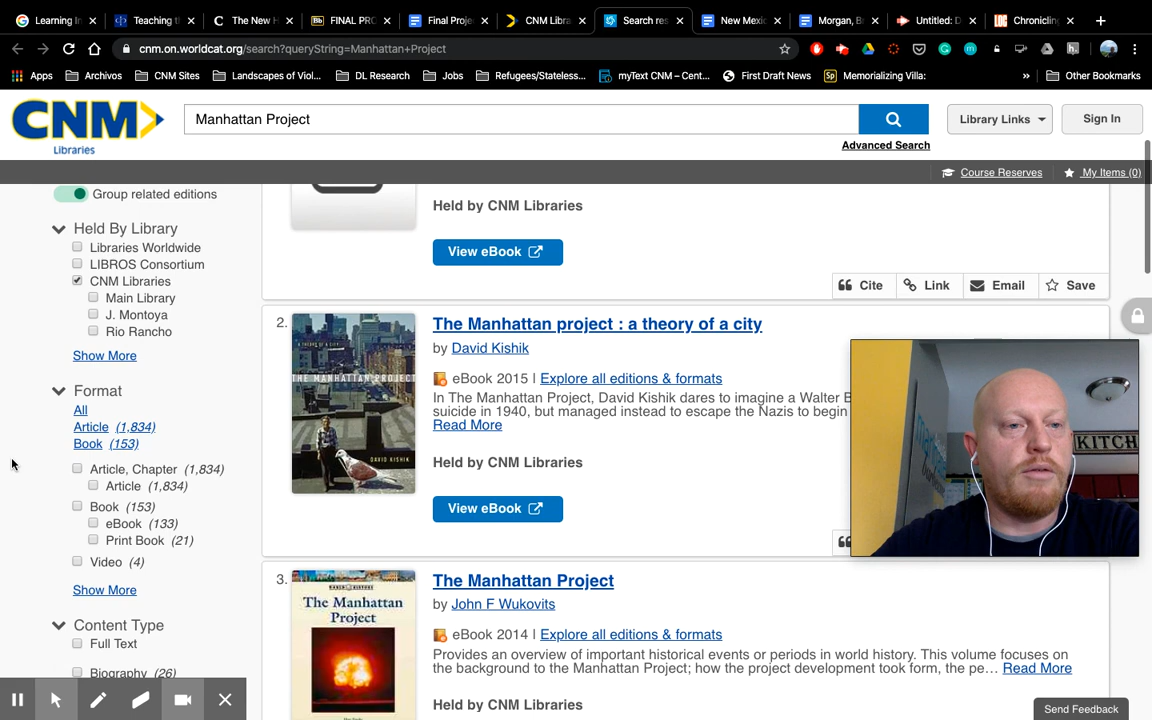 Learning In
Teaching th
The New H
FINAL PRO
Final Proje
CNM Libra
Search res
New Mexic
Morgan, Br
Untitled: D
Chroniclin
cnm.on.worldcat.org/search?queryString=Manhattan+Project
Apps
Archivos
CNM Sites
Landscapes of Viol...
DL Research
Jobs
Refugees/Stateless...
myText CNM – Cent...
First Draft News
Memorializing Villa:
»
Other Bookmarks
CNM
Libraries
Manhattan Project
Advanced Search
Library Links
Sign In
Course Reserves
My Items (0)
Group related editions
Held By Library
Libraries Worldwide
LIBROS Consortium
CNM Libraries
Main Library
J. Montoya
Rio Rancho
Show More
Format
All
Article (1,834)
Book (153)
Article, Chapter (1,834)
Article (1,834)
Book (153)
eBook (133)
Print Book (21)
Video (4)
Show More
Content Type
Full Text
Biography (26)
Held by CNM Libraries
View eBook
Cite
Link
Email
Save
2.
THE MANHATTAN PROJECT
DAVID KISHIK
The Manhattan project : a theory of a city
by David Kishik
eBook 2015 | Explore all editions & formats
In The Manhattan Project, David Kishik dares to imagine a Walter B
suicide in 1940, but managed instead to escape the Nazis to begin
Read More
Held by CNM Libraries
View eBook
KITCH
3.
The Manhattan
Project
The Manhattan Project
by John F Wukovits
eBook 2014 | Explore all editions & formats
Provides an overview of important historical events or periods in world history. This volume focuses on
the background to the Manhattan Project; how the project development took form, the pe... Read More
Held by CNM Libraries
Send Feedback